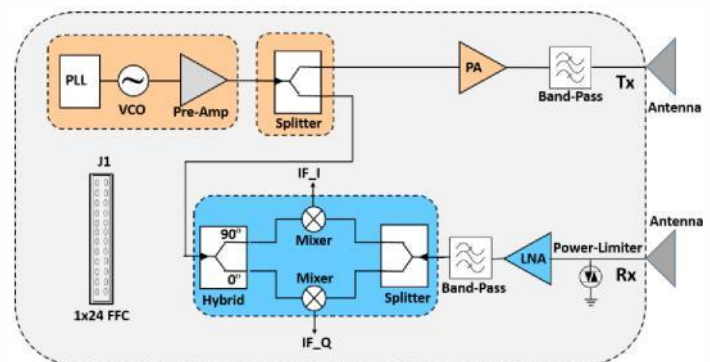 PLL
VCO
Pre-Amp
Splitter
PA
Band-Pass
Tx
Antenna
J1
1x24 FFC
IF_I
90°
0°
Hybrid
Mixer
Mixer
IF_Q
Splitter
Band-Pass
LNA
Power-Limiter
Rx
Antenna